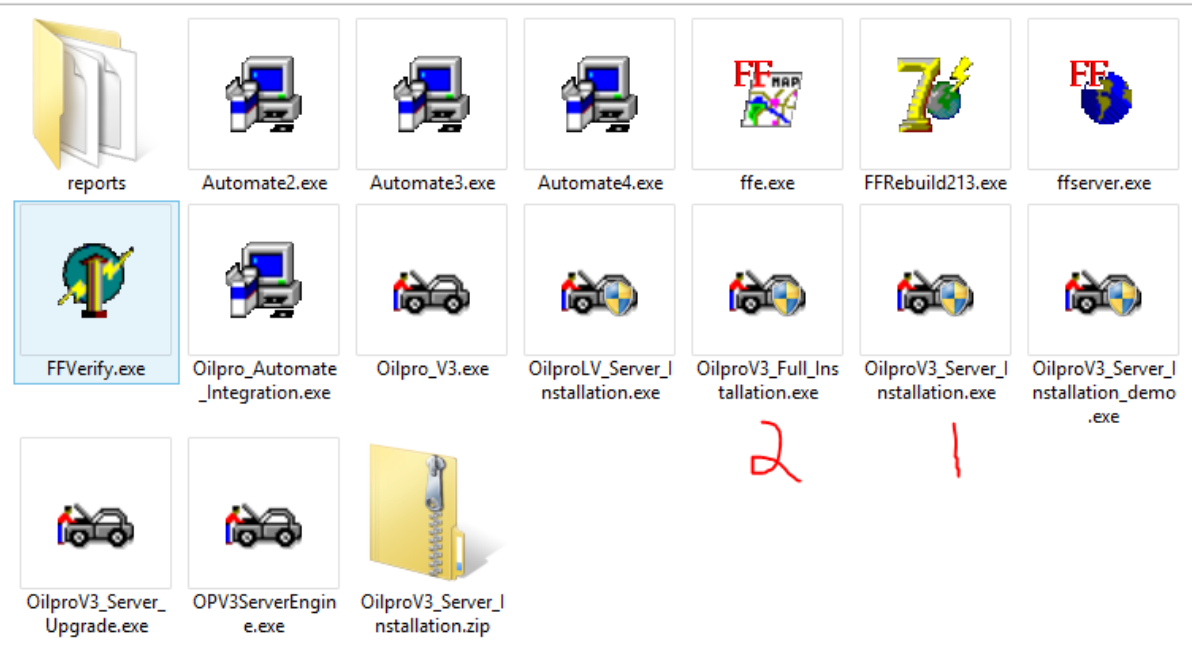 reports
Automate2.exe
Automate3.exe
Automate4.exe
FF MAP
ffe.exe
7
FFRebuild213.exe
FF
ffserver.exe
FFVerify.exe
Oilpro_Automate
_Integration.exe
Oilpro_V3.exe
OilproLV_Server_I
nstallation.exe
OilproV3_Full_Ins
tallation.exe
OilproV3_Server_I
nstallation.exe
OilproV3_Server_I
nstallation_demo
.exe
2
1
OilproV3_Server_
Upgrade.exe
OPV3ServerEngin
e.exe
OilproV3_Server_I
nstallation.zip